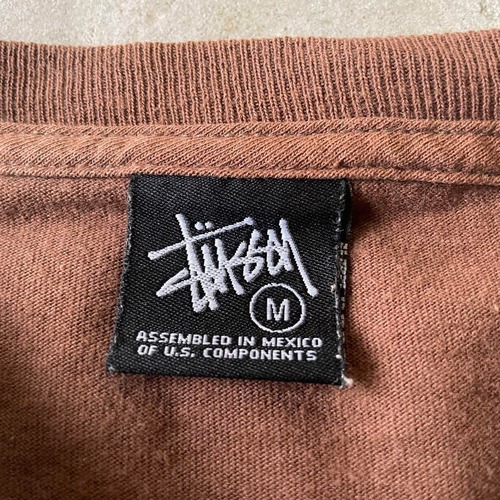 Stüssy
M
ASSEMBLED IN MEXICO
OF U.S. COMPONENTS